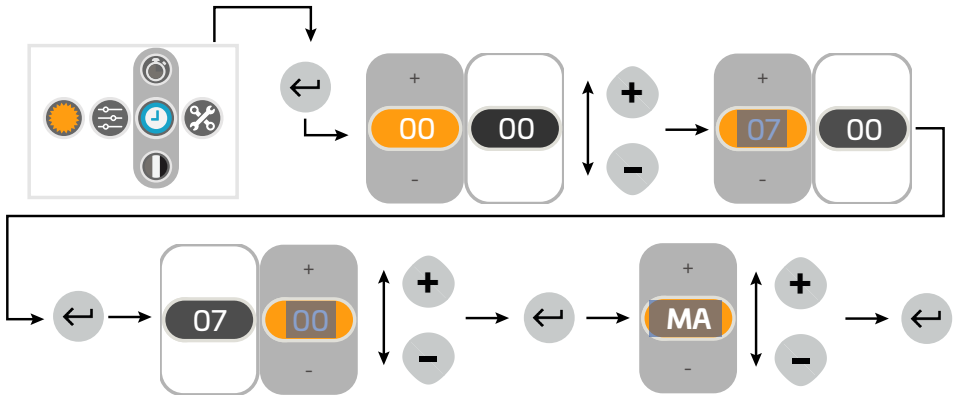 + +
00 00 + 07 00
- - -
+ +
07 00 + MA +
- - - -